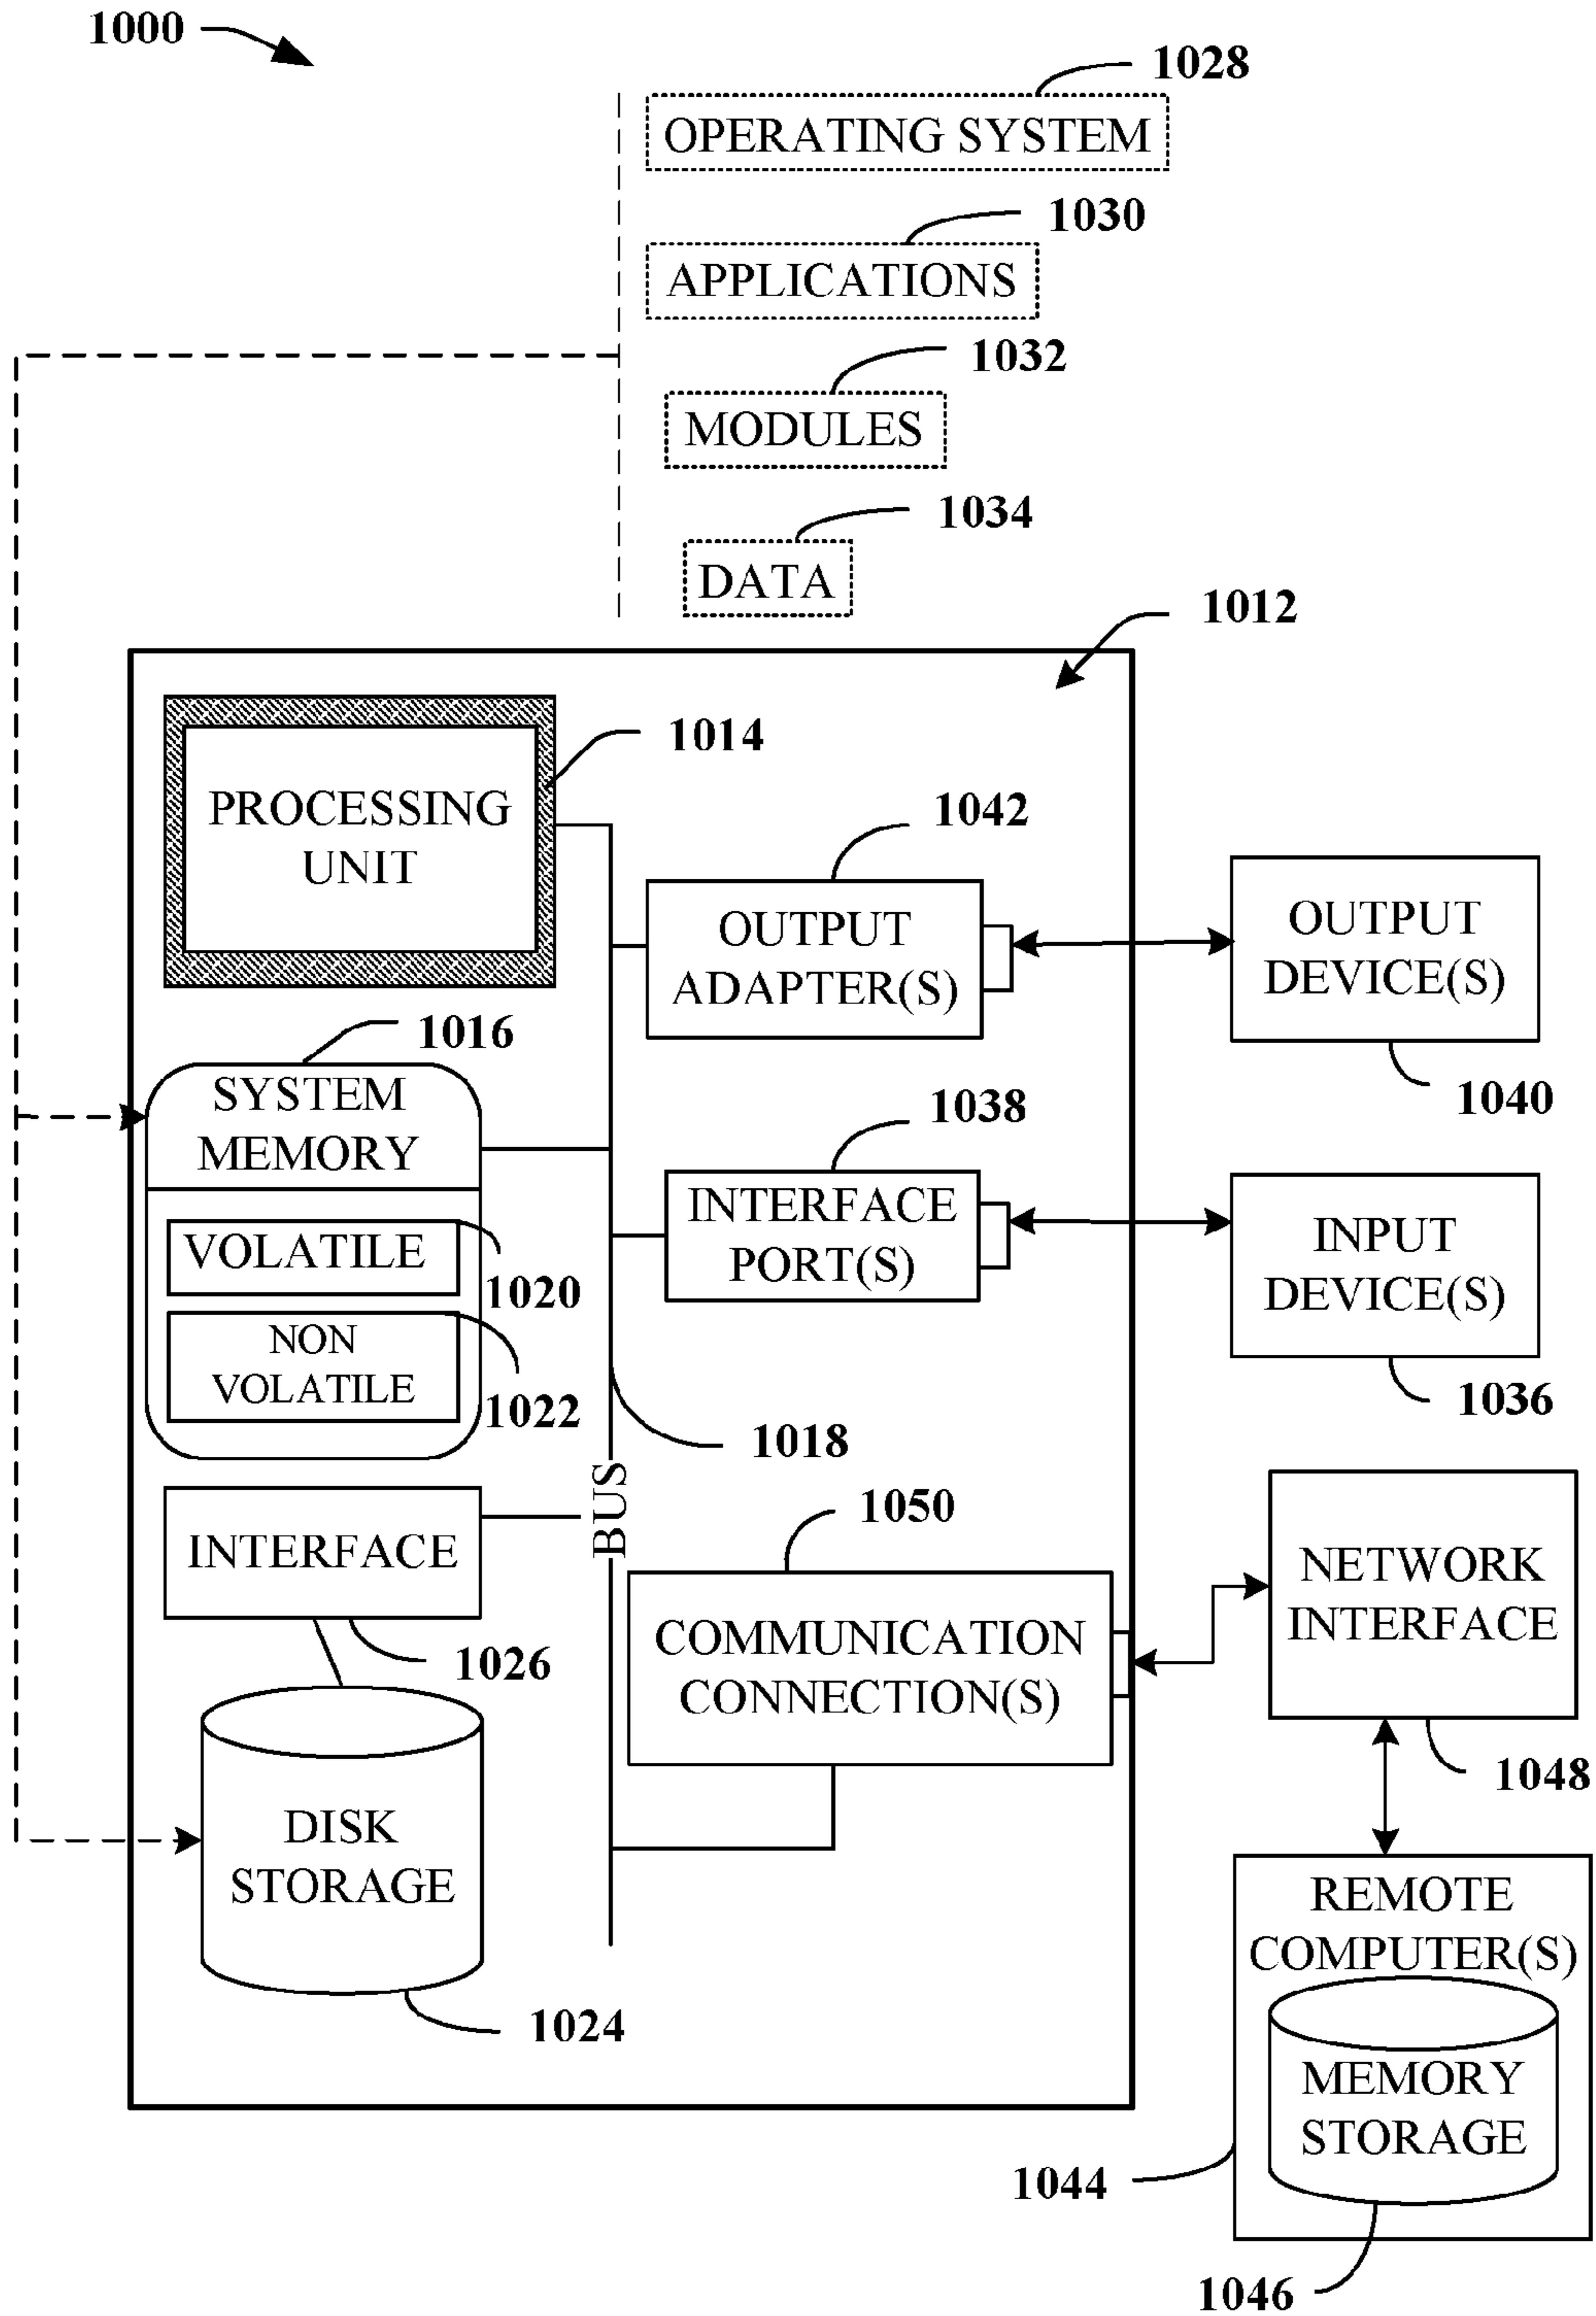 1000
1028
OPERATING SYSTEM
1030
APPLICATIONS
1032
MODULES
1034
DATA
1012
PROCESSING
UNIT
1014
1042
OUTPUT
ADAPTER(S)
OUTPUT
DEVICE(S)
1040
1016
SYSTEM
MEMORY
VOLATILE
1020
NON
VOLATILE
1022
1038
INTERFACE
PORT(S)
INPUT
DEVICE(S)
1036
1018
BUS
INTERFACE
1026
1050
COMMUNICATION
CONNECTION(S)
NETWORK
INTERFACE
1048
DISK
STORAGE
1024
REMOTE
COMPUTER(S)
MEMORY
STORAGE
1044
1046